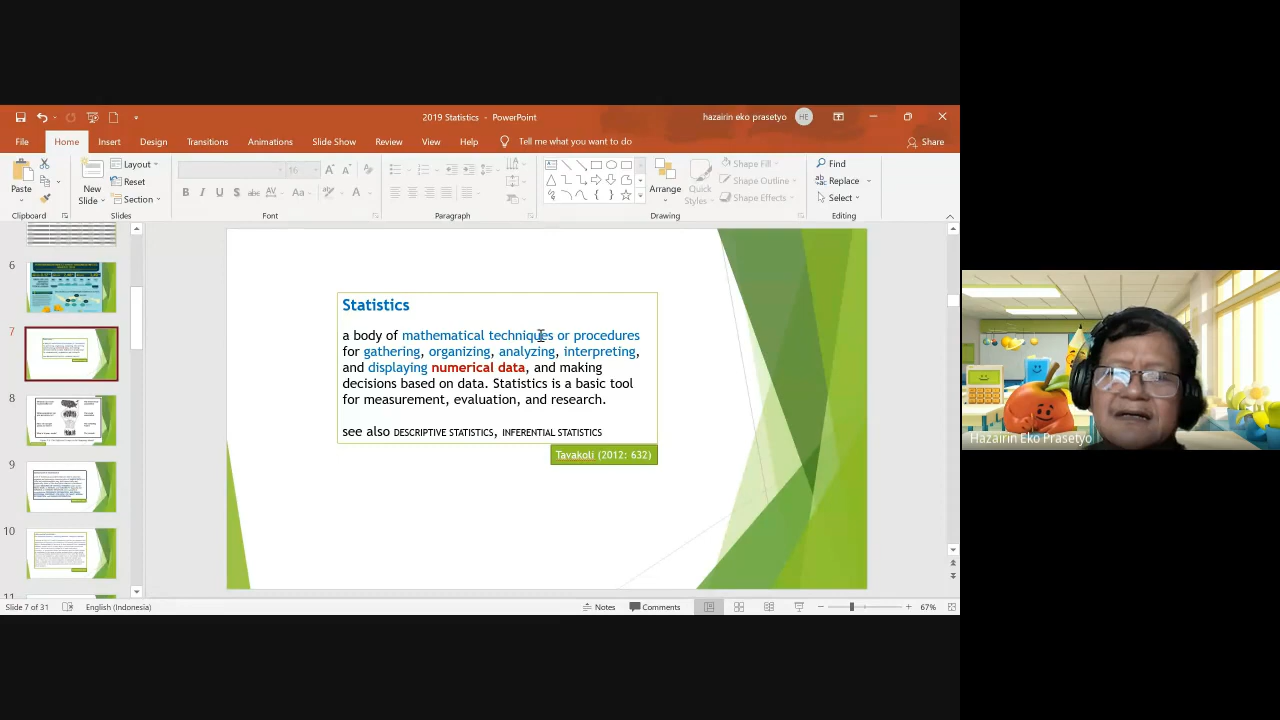 2019 Statistics - PowerPoint
hazairin eko prasetyo
HE
File Home Insert Design Transitions Animations Slide Show Review View Help Tell me what you want to do Share
Paste
Clipboard
New
Slide
Layout
Reset
Section
Slides
16
B I U S abc AV Aa A
Font
Paragraph
Arrange
Quick
Styles
Shape Fill
Shape Outline
Shape Effects
Drawing
Find
Replace
Select
Editing
6
7
8
9
10
Statistics
a body of mathematical techniques or procedures
for gathering, organizing, analyzing, interpreting,
and displaying numerical data, and making
decisions based on data. Statistics is a basic tool
for measurement, evaluation, and research.
see also DESCRIPTIVE STATISTICS, INFERENTIAL STATISTICS
Tavakoli (2012: 632)
Slide 7 of 31 English (Indonesia) Notes Comments 67%
Hazairin Eko Prasetyo